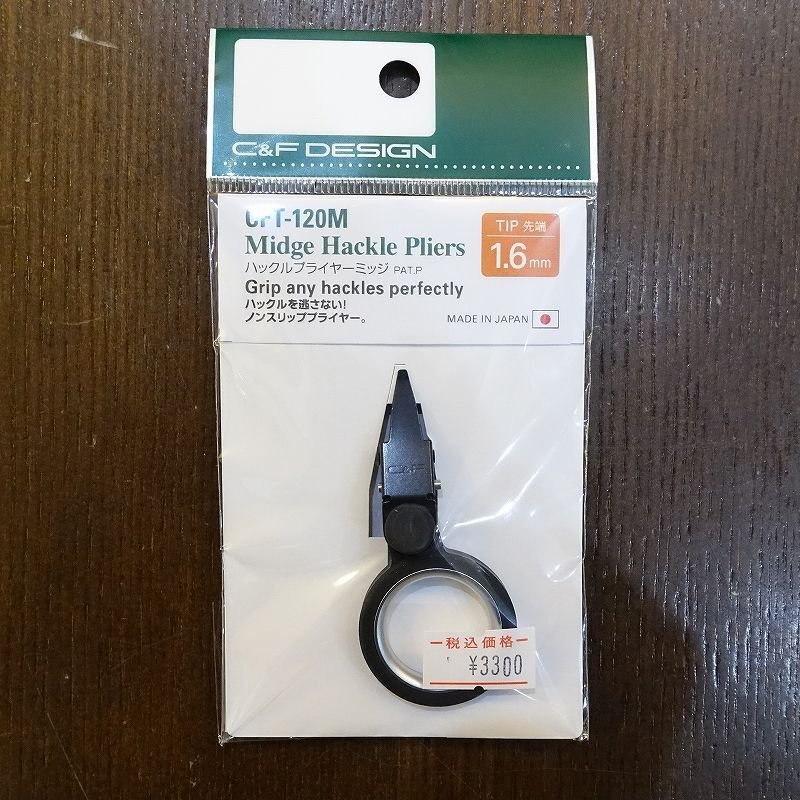 C&F DESIGN
CFT-120M
Midge Hackle Pliers
ハックルプライヤーミッジ PAT.P
Grip any hackles perfectly
ハックルを逃さない!
ノンスリッププライヤー。
TIP 先端
1.6mm
MADE IN JAPAN
C&F
税込価格
¥3300